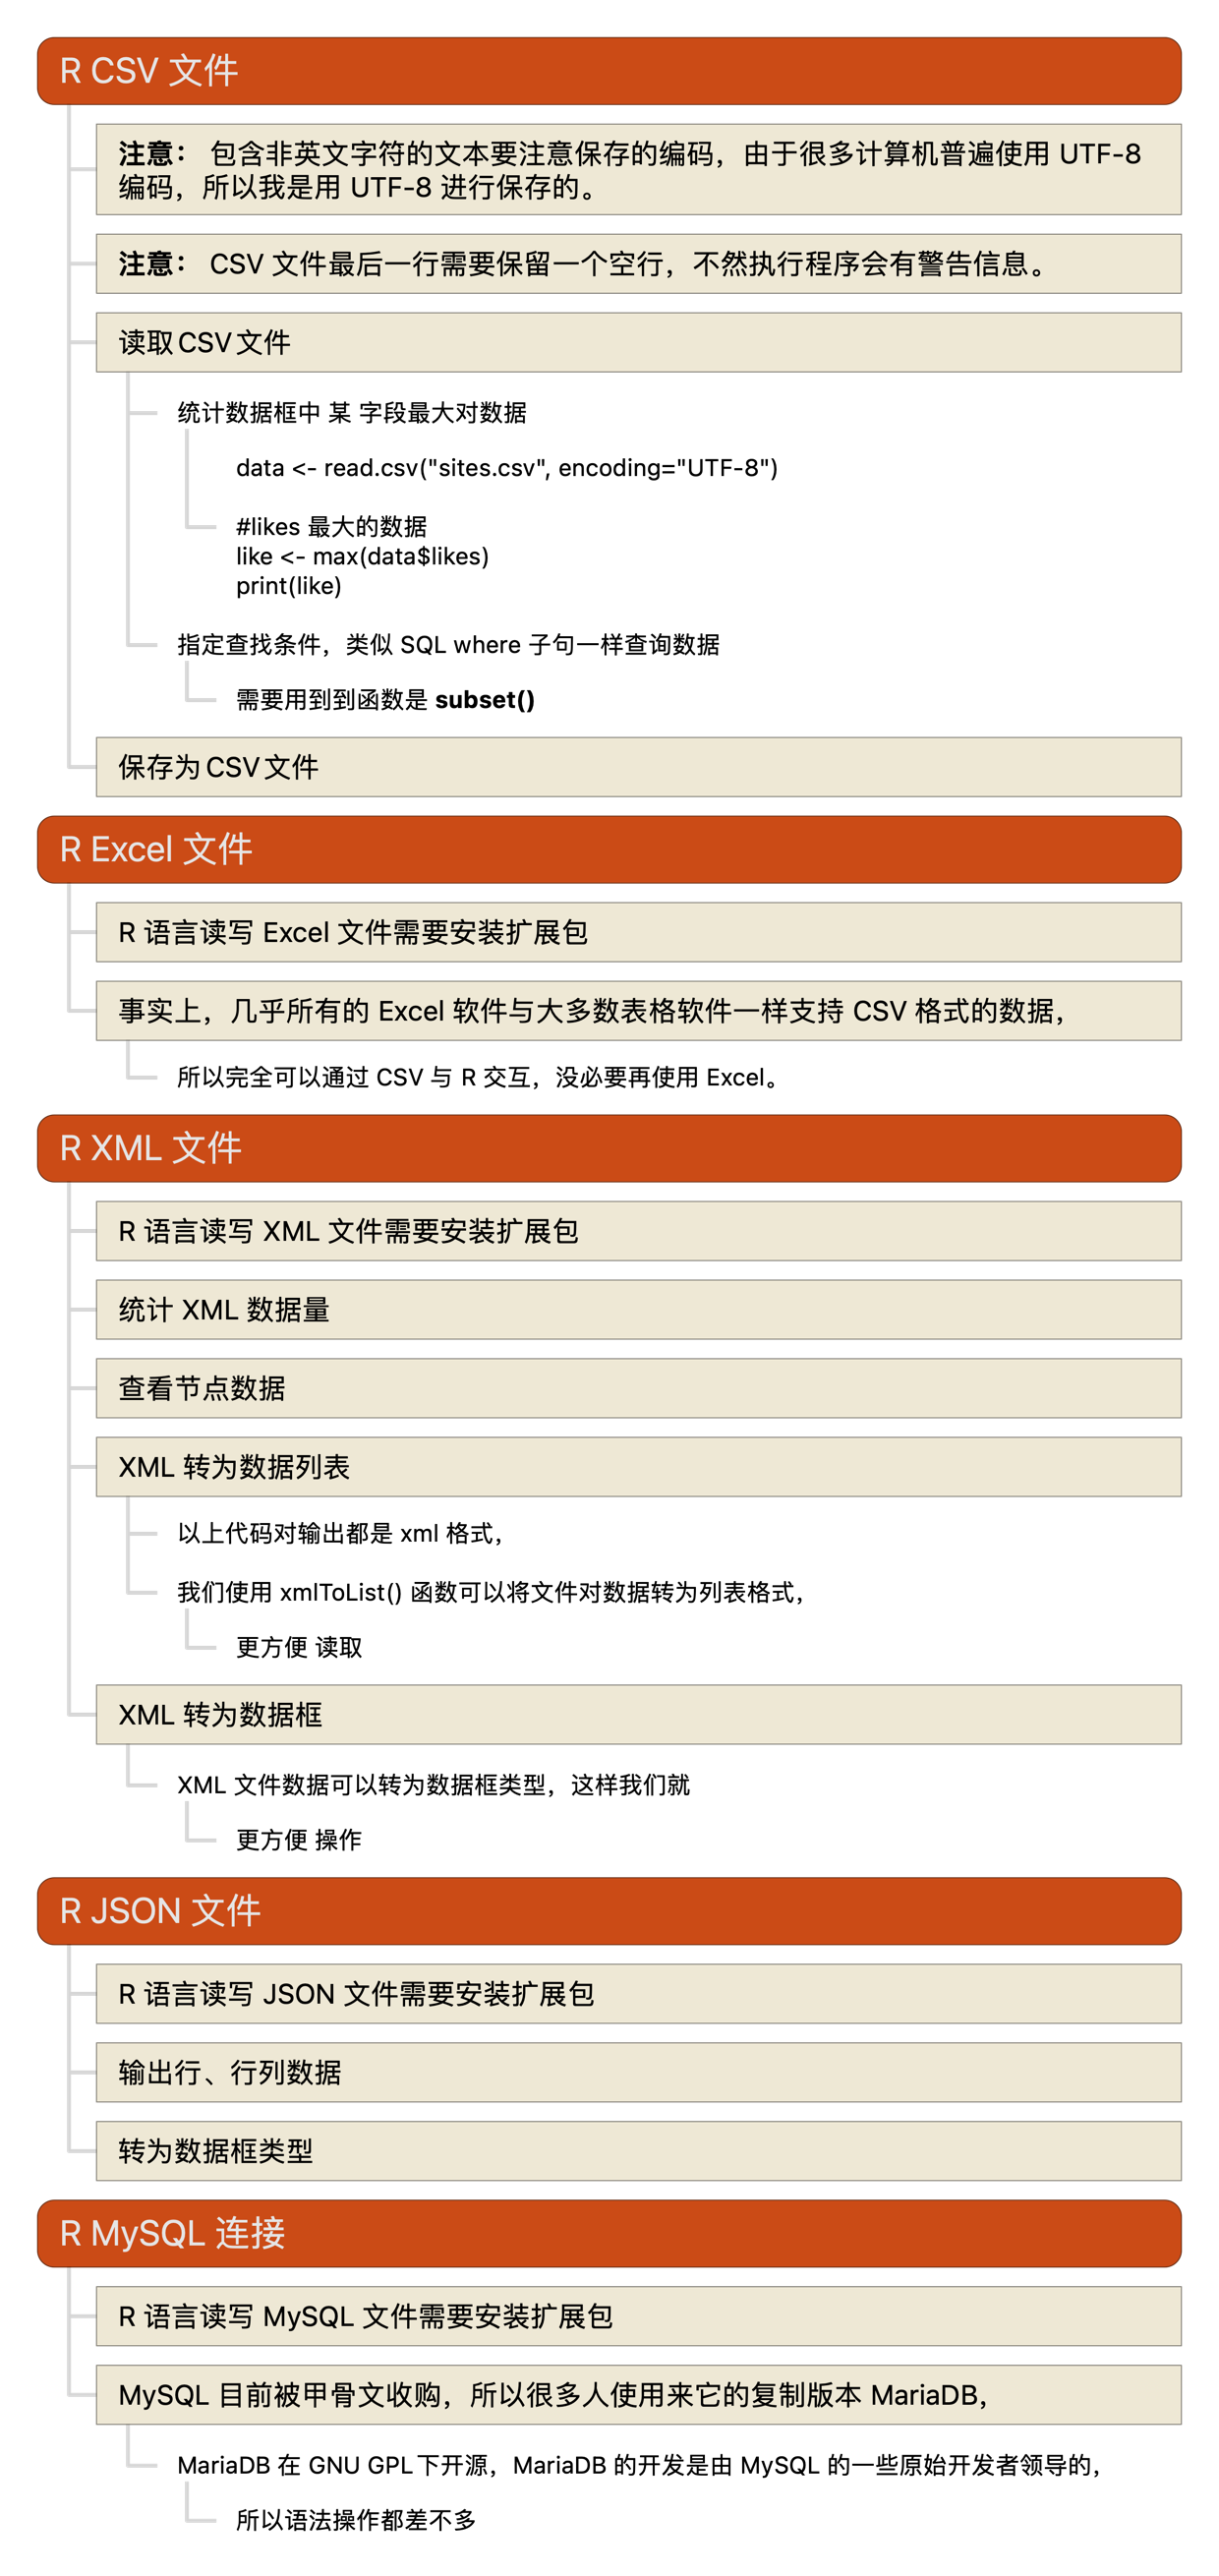 R CSV 文件
注意： 包含非英文字符的文本要注意保存的编码，由于很多计算机普遍使用 UTF-8
编码，所以我是用 UTF-8 进行保存的。
注意： CSV 文件最后一行需要保留一个空行，不然执行程序会有警告信息。
读取CSV文件
统计数据框中 某 字段最大对数据
data <- read.csv("sites.csv", encoding="UTF-8")
#likes 最大的数据
like <- max(data$likes)
print(like)
指定查找条件，类似 SQL where 子句一样查询数据
需要用到到函数是 subset()
保存为CSV文件
R Excel 文件
R 语言读写 Excel 文件需要安装扩展包
事实上，几乎所有的 Excel 软件与大多数表格软件一样支持 CSV 格式的数据，
所以完全可以通过 CSV 与 R 交互，没必要再使用 Excel。
R XML 文件
R 语言读写 XML 文件需要安装扩展包
统计 XML 数据量
查看节点数据
XML 转为数据列表
以上代码对输出都是 xml 格式，
我们使用 xmlToList() 函数可以将文件对数据转为列表格式，
更方便 读取
XML 转为数据框
XML 文件数据可以转为数据框类型，这样我们就
更方便 操作
R JSON 文件
R 语言读写 JSON 文件需要安装扩展包
输出行、行列数据
转为数据框类型
R MySQL 连接
R 语言读写 MySQL 文件需要安装扩展包
MySQL 目前被甲骨文收购，所以很多人使用来它的复制版本 MariaDB，
MariaDB 在 GNU GPL下开源，MariaDB 的开发是由 MySQL 的一些原始开发者领导的，
所以语法操作都差不多